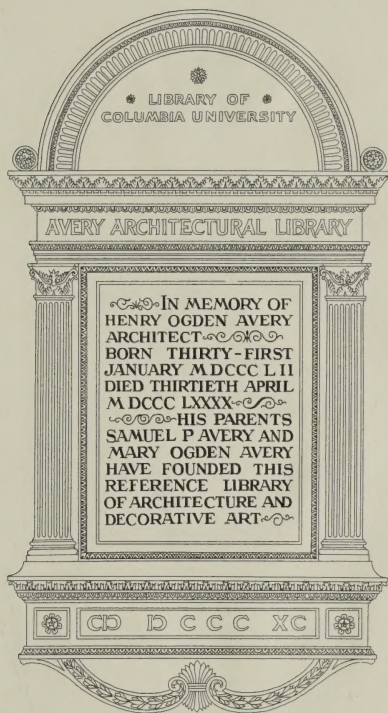 LIBRARY OF
COLUMBIA UNIVERSITY
AVERY ARCHITECTURAL LIBRARY
IN MEMORY OF
HENRY OGDEN AVERY
ARCHITECT
BORN THIRTY-FIRST
JANUARY MDCCCLII
DIED THIRTIETH APRIL
MDCCCLXXXX
HIS PARENTS
SAMUEL P AVERY AND
MARY OGDEN AVERY
HAVE FOUNDED THIS
REFERENCE LIBRARY
OF ARCHITECTURE AND
DECORATIVE ART
CIƆ IƆ CCC XC